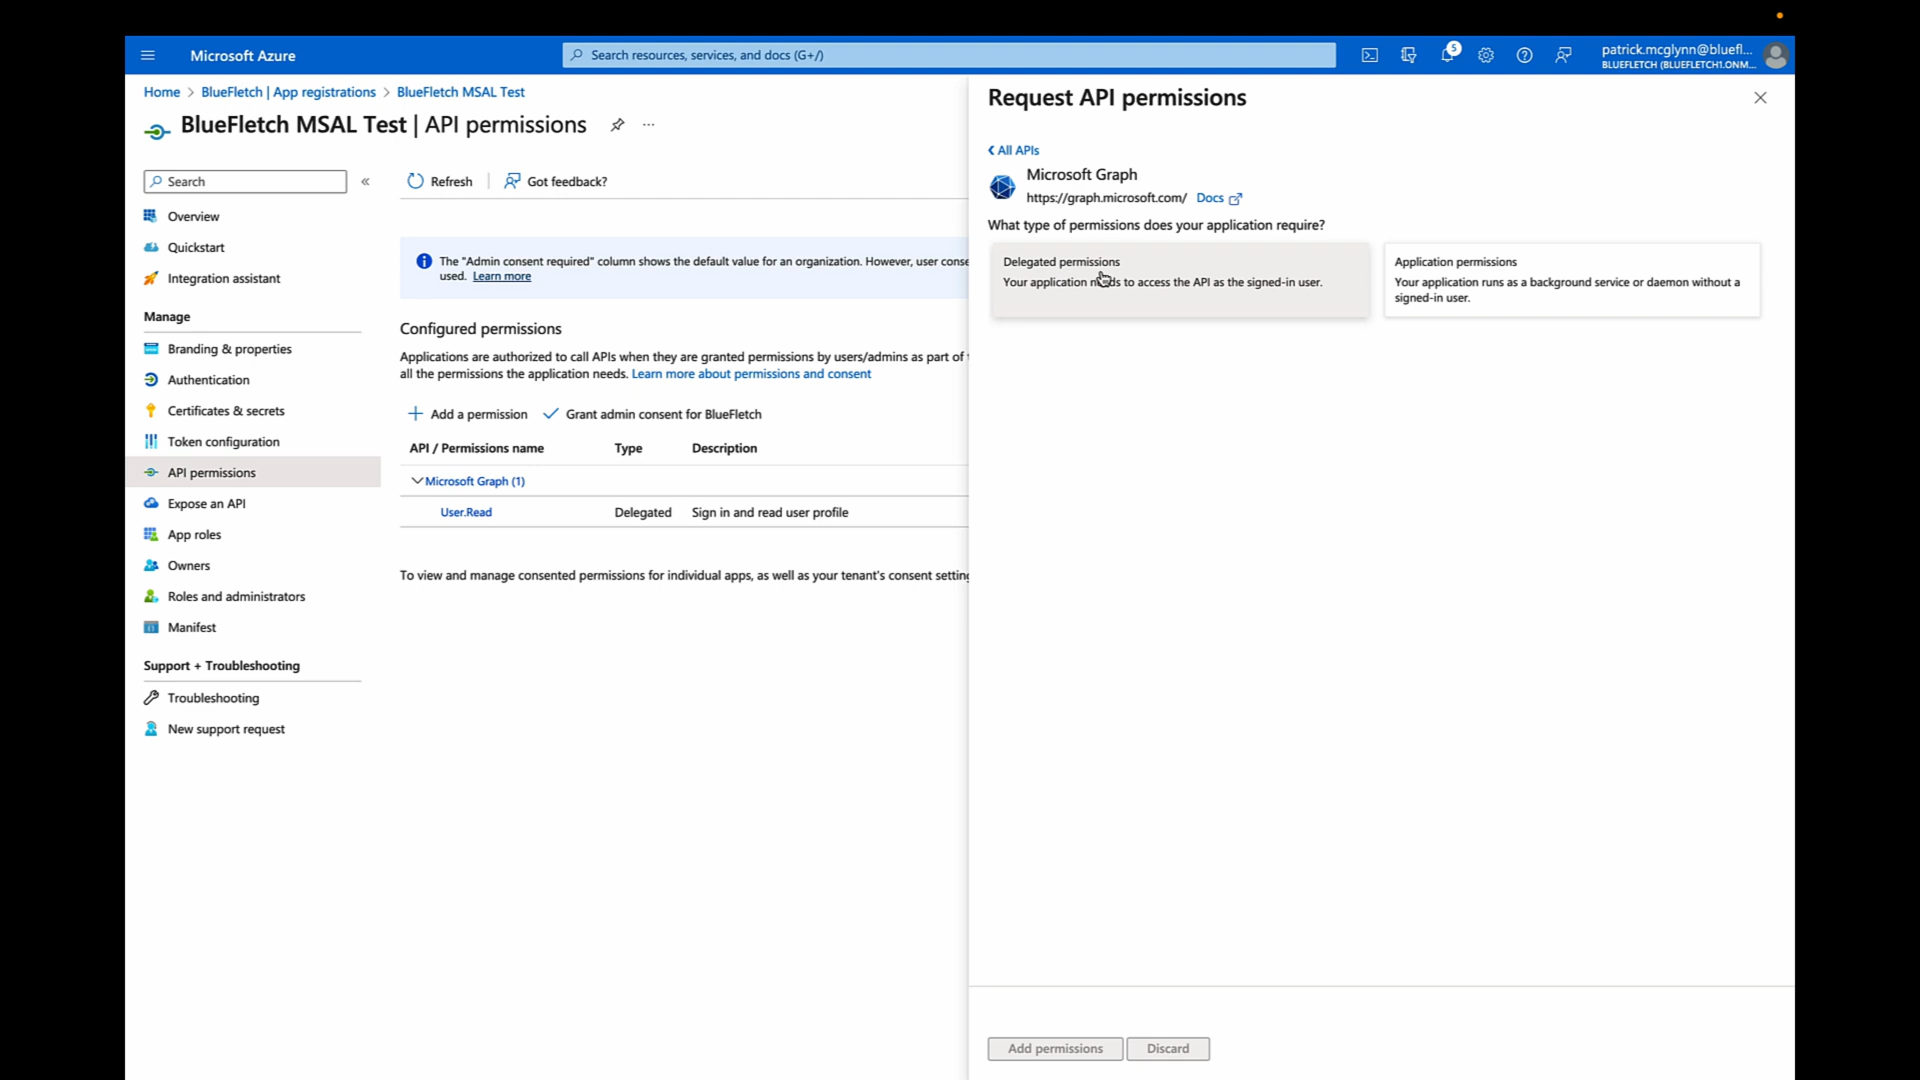 Microsoft Azure
Search resources, services, and docs (G+/)
5
patrick.mcglynn@bluefl...
BLUEFLETCH (BLUEFLETCH1.ONM...
Home > BlueFletch | App registrations > BlueFletch MSAL Test
BlueFletch MSAL Test | API permissions
...
Search
«
Overview
Quickstart
Integration assistant
Manage
Branding & properties
Authentication
Certificates & secrets
Token configuration
API permissions
Expose an API
App roles
Owners
Roles and administrators
Manifest
Support + Troubleshooting
Troubleshooting
New support request
Refresh
Got feedback?
The "Admin consent required" column shows the default value for an organization. However, user conse
used. Learn more
Configured permissions
Applications are authorized to call APIs when they are granted permissions by users/admins as part of
all the permissions the application needs. Learn more about permissions and consent
Add a permission
Grant admin consent for BlueFletch
API / Permissions name Type Description
Microsoft Graph (1)
User.Read Delegated Sign in and read user profile
To view and manage consented permissions for individual apps, as well as your tenant's consent setting
Request API permissions
All APIs
Microsoft Graph
https://graph.microsoft.com/ Docs
What type of permissions does your application require?
Delegated permissions
Your application needs to access the API as the signed-in user.
Application permissions
Your application runs as a background service or daemon without a
signed-in user.
Add permissions
Discard